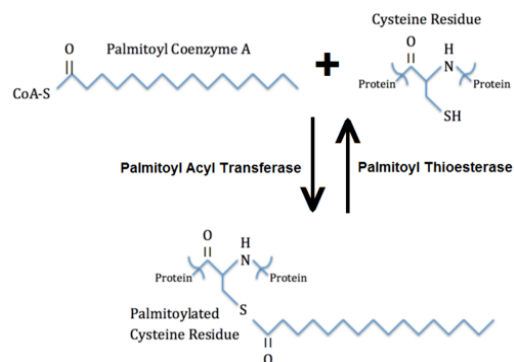 Palmitoyl Coenzyme A
O
CoA-S
+
Cysteine Residue
O
H
N
Protein
Protein
SH
Palmitoyl Acyl Transferase
Palmitoyl Thioesterase
O
H
N
Protein
Protein
S
Palmitoylated
Cysteine Residue
O